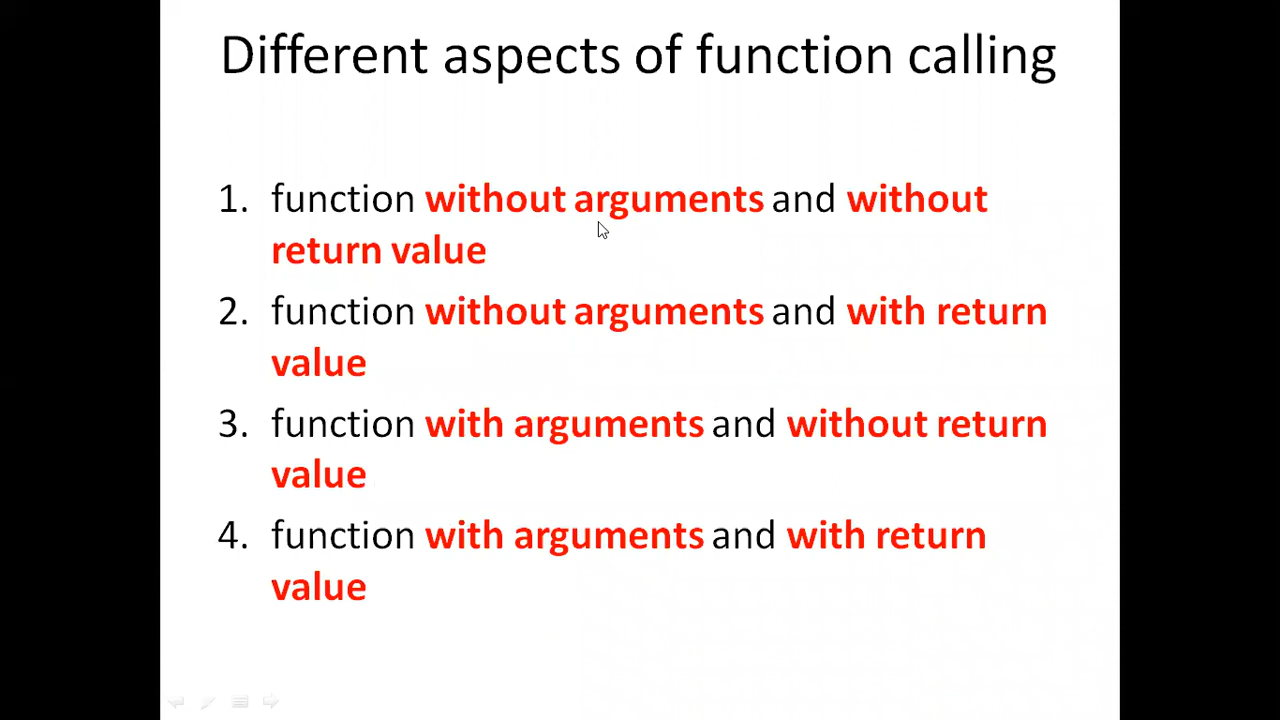 Different aspects of function calling
1. function without arguments and without
return value
2. function without arguments and with return
value
3. function with arguments and without return
value
4. function with arguments and with return
value